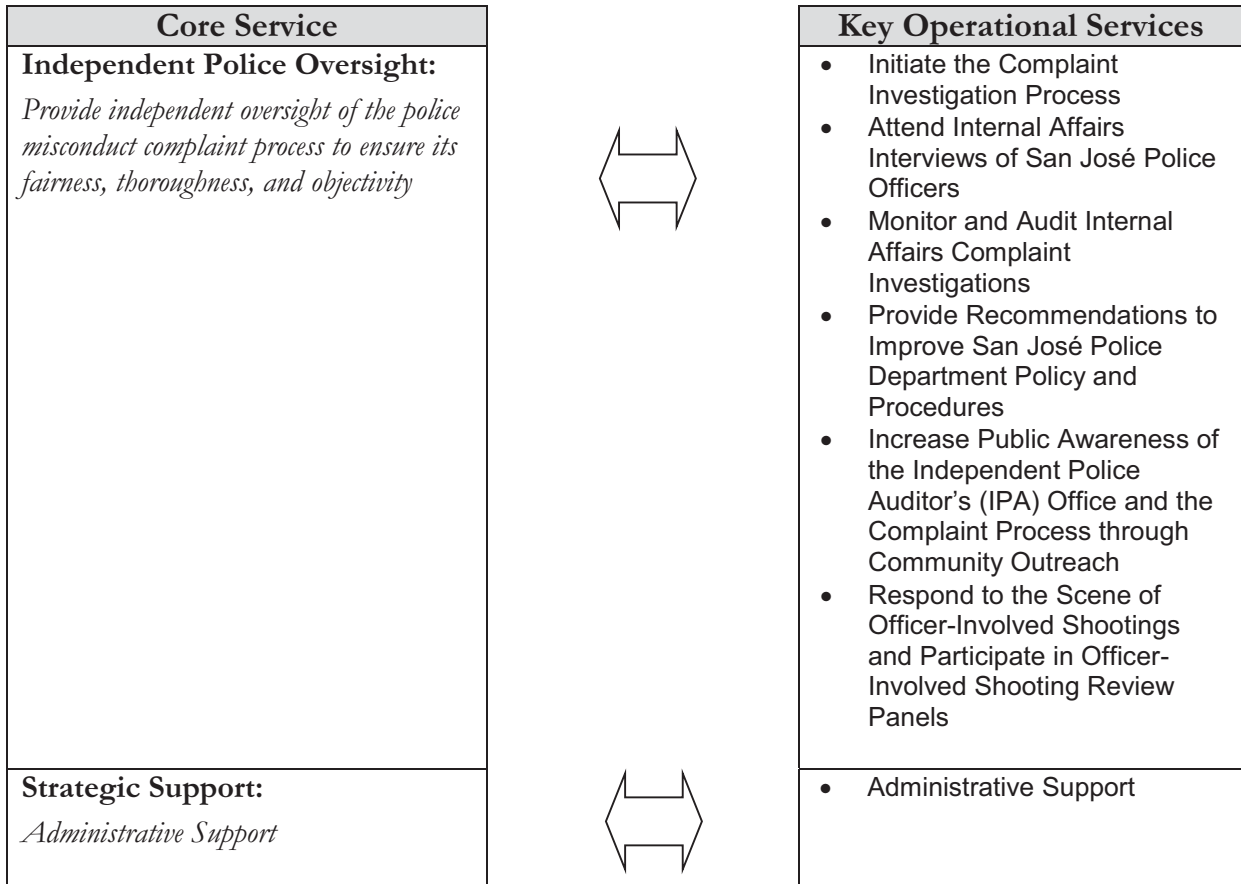 Core Service
Independent Police Oversight:
Provide independent oversight of the police
misconduct complaint process to ensure its
fairness, thoroughness, and objectivity
Key Operational Services
• Initiate the Complaint
Investigation Process
• Attend Internal Affairs
Interviews of San José Police
Officers
• Monitor and Audit Internal
Affairs Complaint
Investigations
• Provide Recommendations to
Improve San José Police
Department Policy and
Procedures
• Increase Public Awareness of
the Independent Police
Auditor’s (IPA) Office and the
Complaint Process through
Community Outreach
• Respond to the Scene of
Officer-Involved Shootings
and Participate in Officer-
Involved Shooting Review
Panels
Strategic Support:
Administrative Support
• Administrative Support